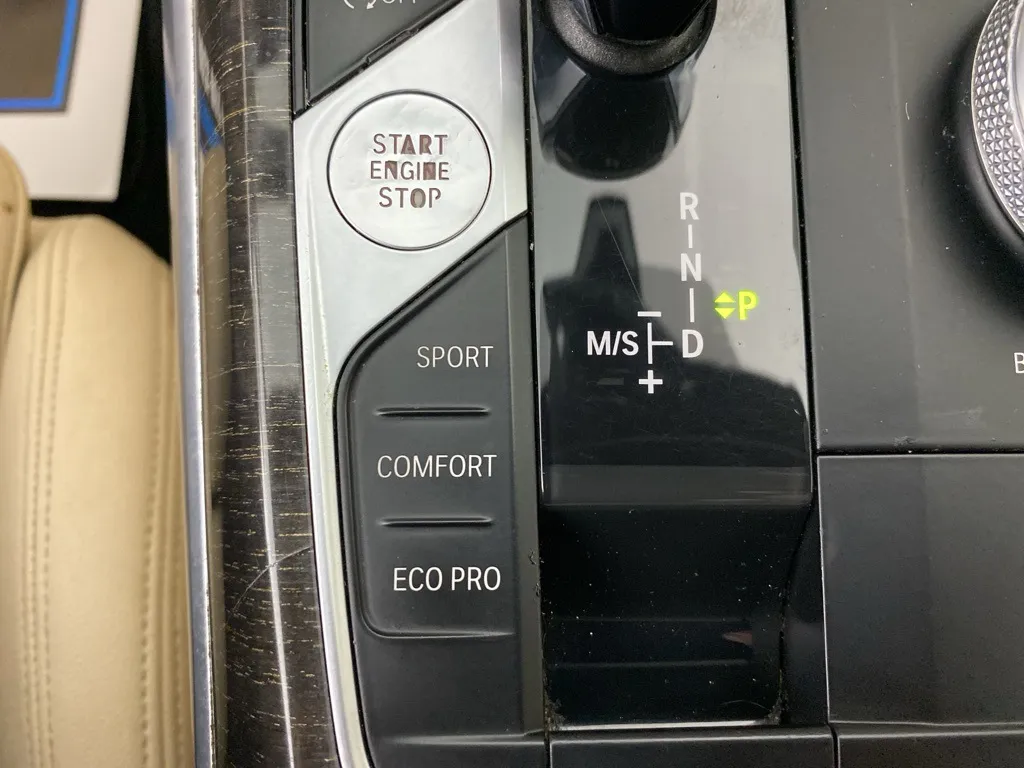 START
ENGINE
STOP
SPORT
COMFORT
ECO PRO
R
N
P
M/S
D
+